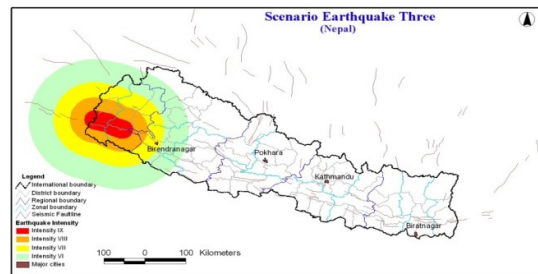 Scenario Earthquake Three
(Nepal)
Birendranagar
Pokhara
Kathmandu
Biratnagar
Legend
International boundary
District boundary
Regional boundary
Zonal boundary
Seismic Faultline
Earthquake Intensity
Intensity IX
Intensity VIII
Intensity VII
Intensity VI
Major cities
100 0 100 Kilometers